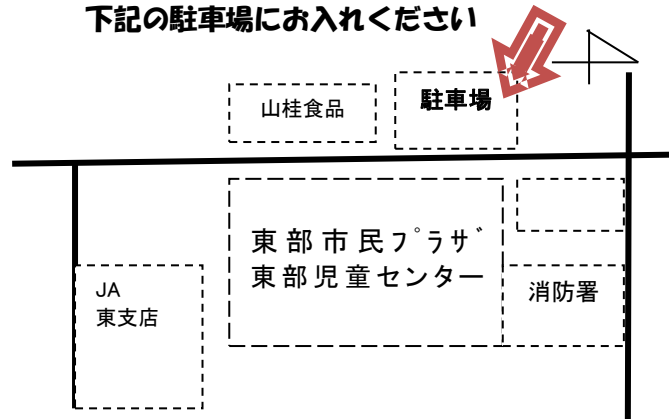 下記の駐車場にお入れください
駐車場
山桂食品
東部市民プラザ
東部児童センター
JA
東支店
消防署